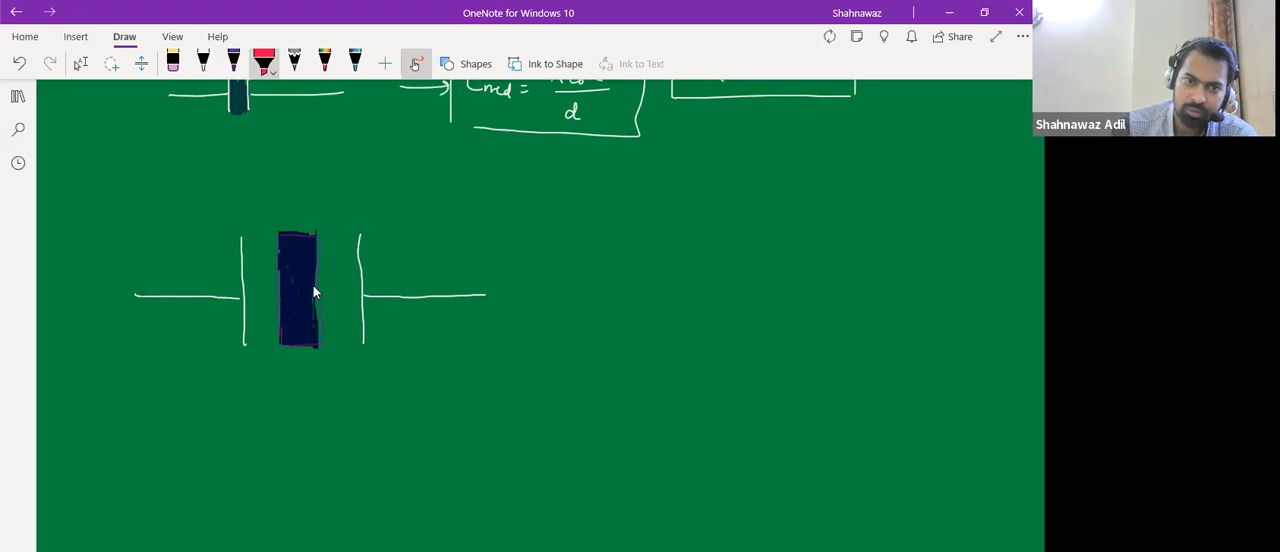 OneNote for Windows 10
Shahnawaz
Home Insert Draw View Help
Share
Shapes Ink to Shape Ink to Text
Cmed =
d
Shahnawaz Adil